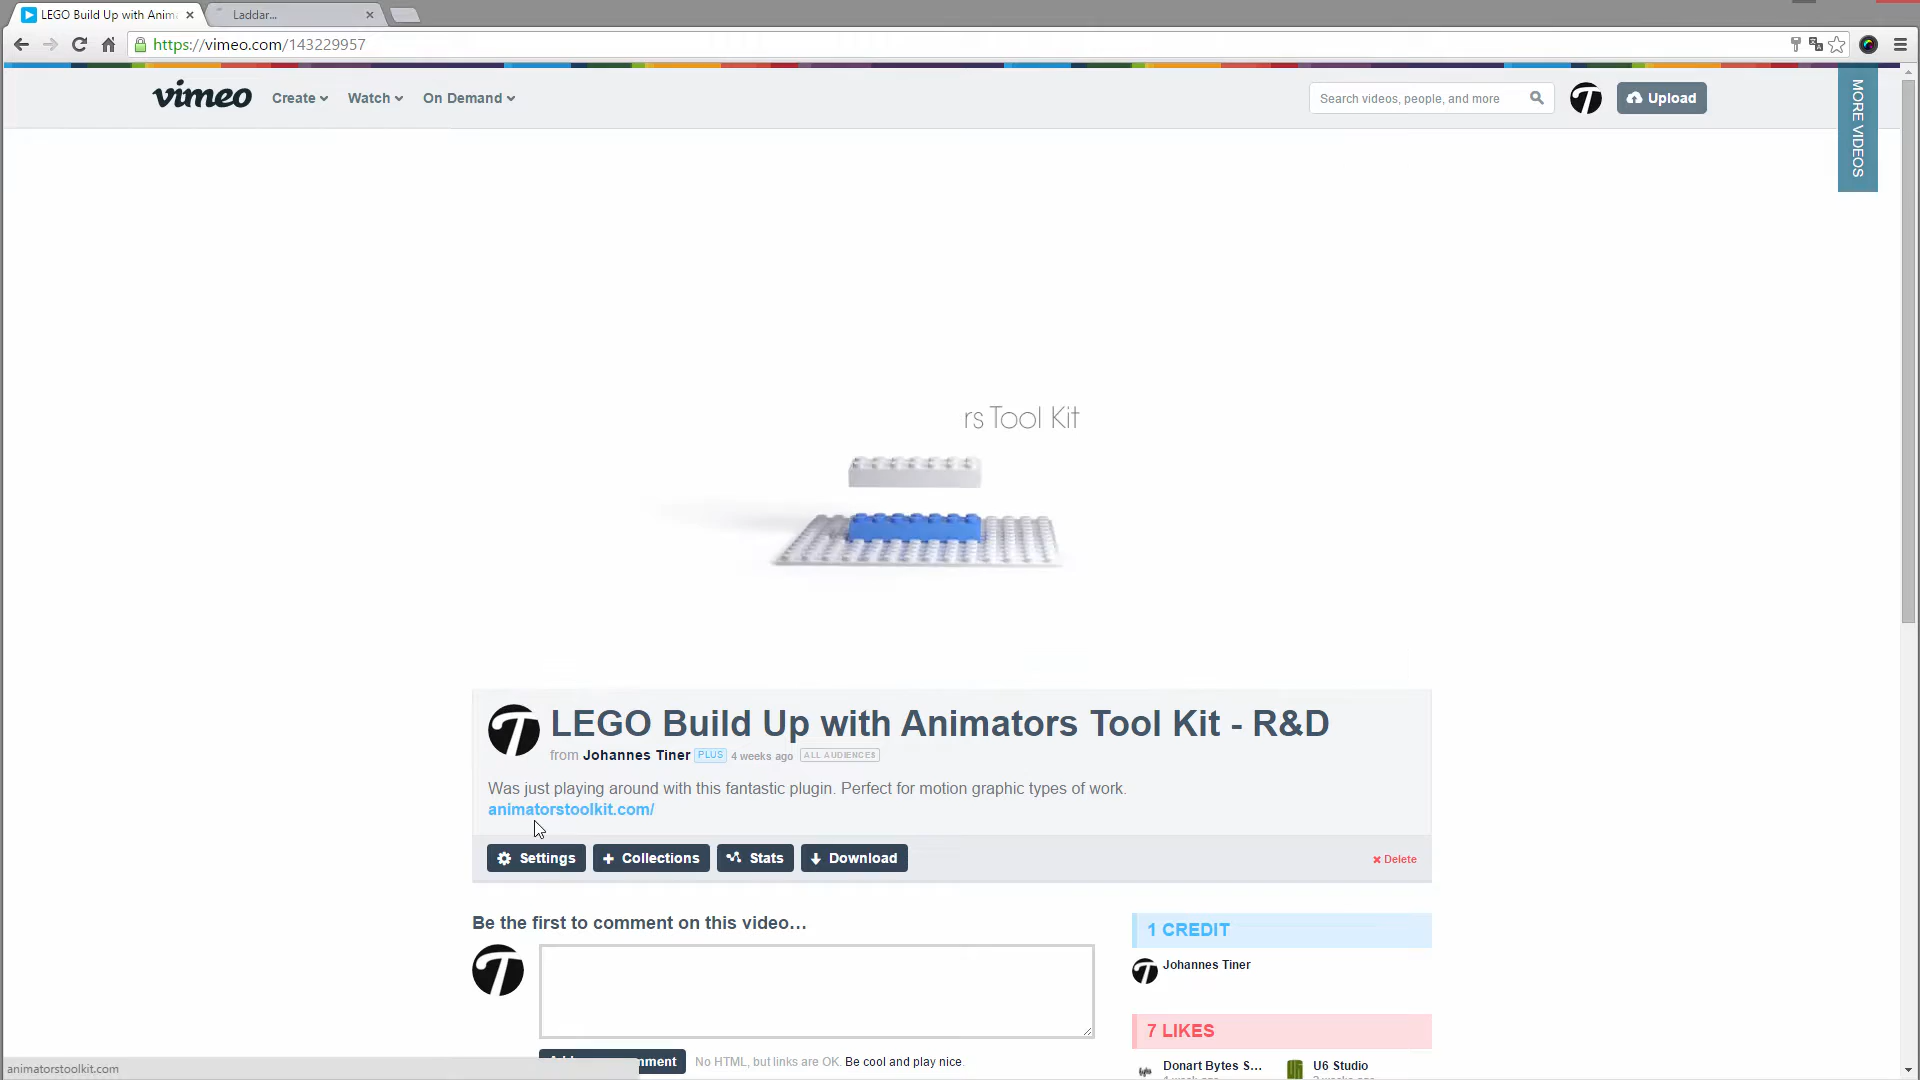 LEGO Build Up with Anim
Laddar...
https://vimeo.com/143229957
vimeo
Create
Watch
On Demand
Search videos, people, and more
Upload
MORE VIDEOS
rs Tool Kit
LEGO Build Up with Animators Tool Kit - R&D
from Johannes Tiner PLUS 4 weeks ago ALL AUDIENCES
Was just playing around with this fantastic plugin. Perfect for motion graphic types of work.
animatorstoolkit.com/
Settings
Collections
Stats
Download
Delete
Be the first to comment on this video...
1 CREDIT
Johannes Tiner
7 LIKES
No HTML, but links are OK. Be cool and play nice.
Donart Bytes S...
U6 Studio
animatorstoolkit.com